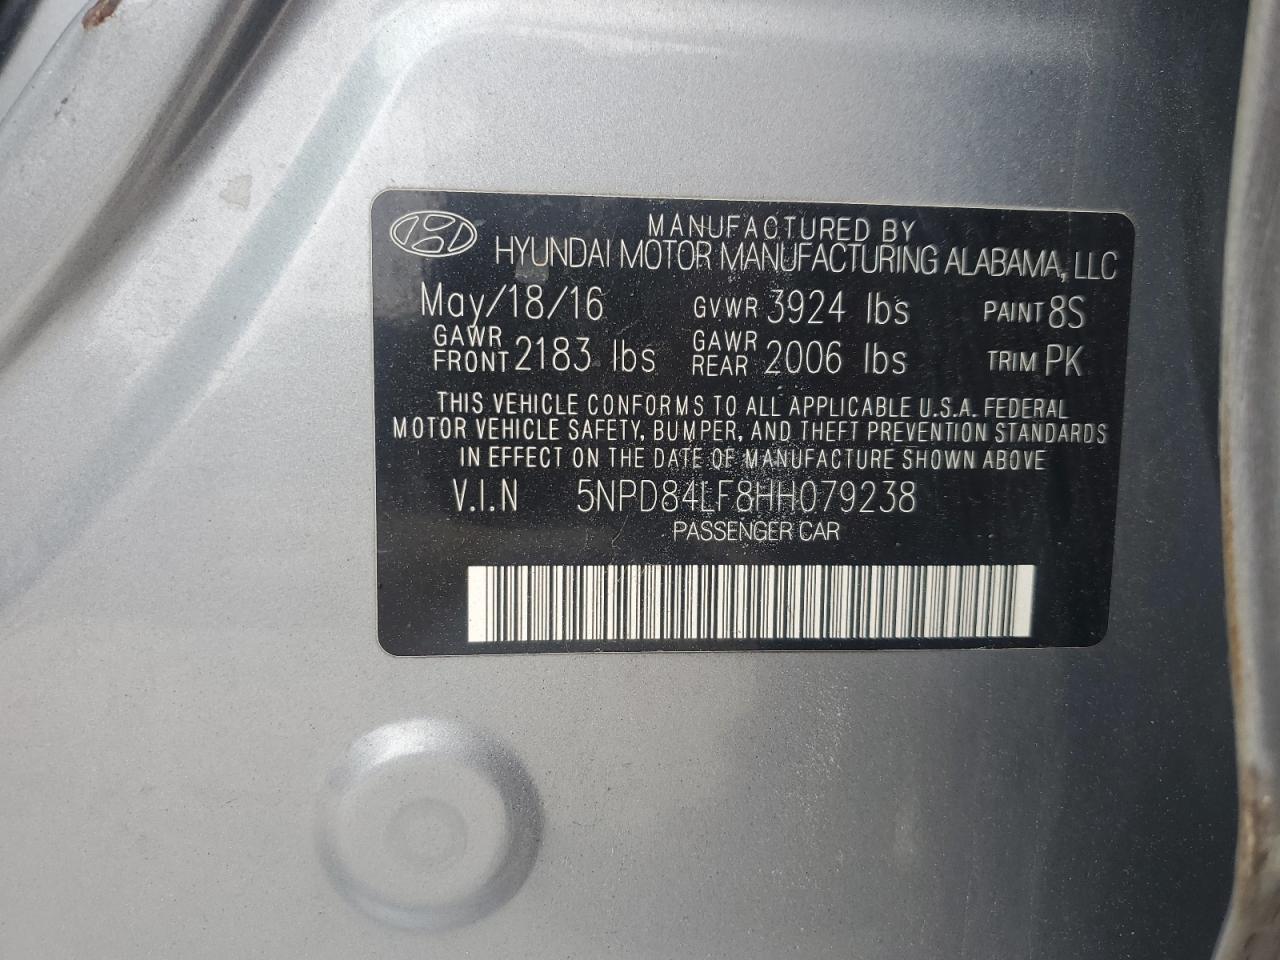 MANUFACTURED BY
HYUNDAI MOTOR MANUFACTURING ALABAMA, LLC
May/18/16 GVWR 3924 lbs PAINT 8S
GAWR FRONT 2183 lbs GAWR REAR 2006 lbs TRIM PK
THIS VEHICLE CONFORMS TO ALL APPLICABLE U.S.A. FEDERAL
MOTOR VEHICLE SAFETY, BUMPER, AND THEFT PREVENTION STANDARDS
IN EFFECT ON THE DATE OF MANUFACTURE SHOWN ABOVE
V.I.N 5NPD84LF8HH079238
PASSENGER CAR